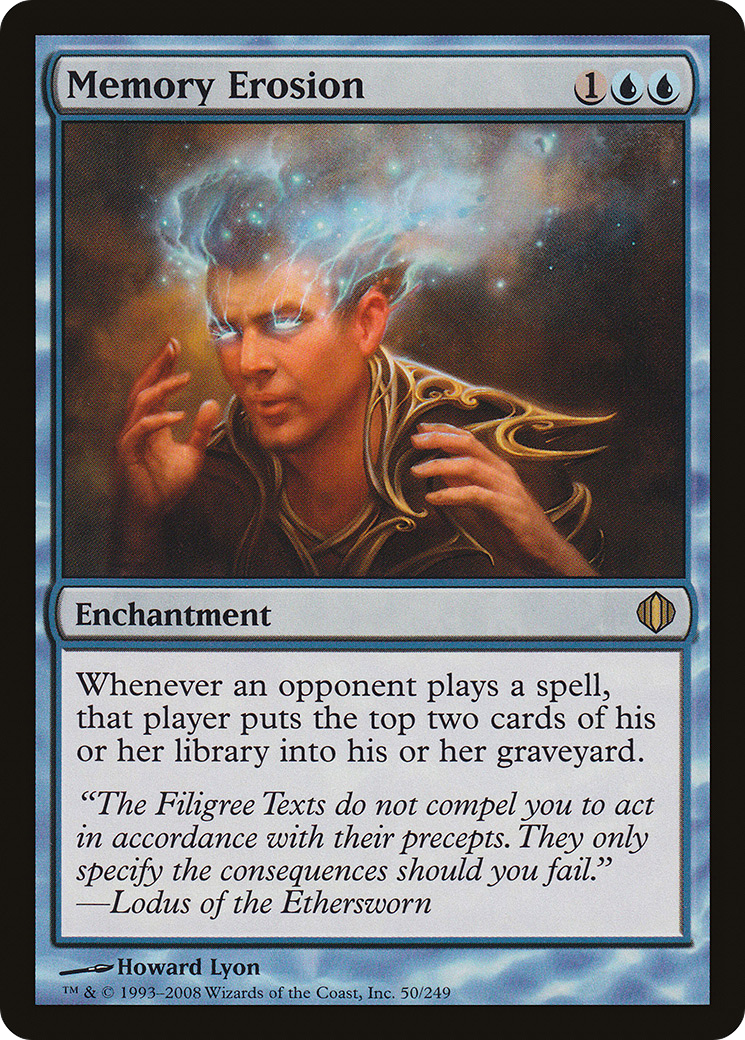 Memory Erosion
1
Enchantment
Whenever an opponent plays a spell,
that player puts the top two cards of his
or her library into his or her graveyard.
“The Filigree Texts do not compel you to act
in accordance with their precepts. They only
specify the consequences should you fail.”
—Lodus of the Ethersworn
Howard Lyon
™ & © 1993–2008 Wizards of the Coast, Inc. 50/249